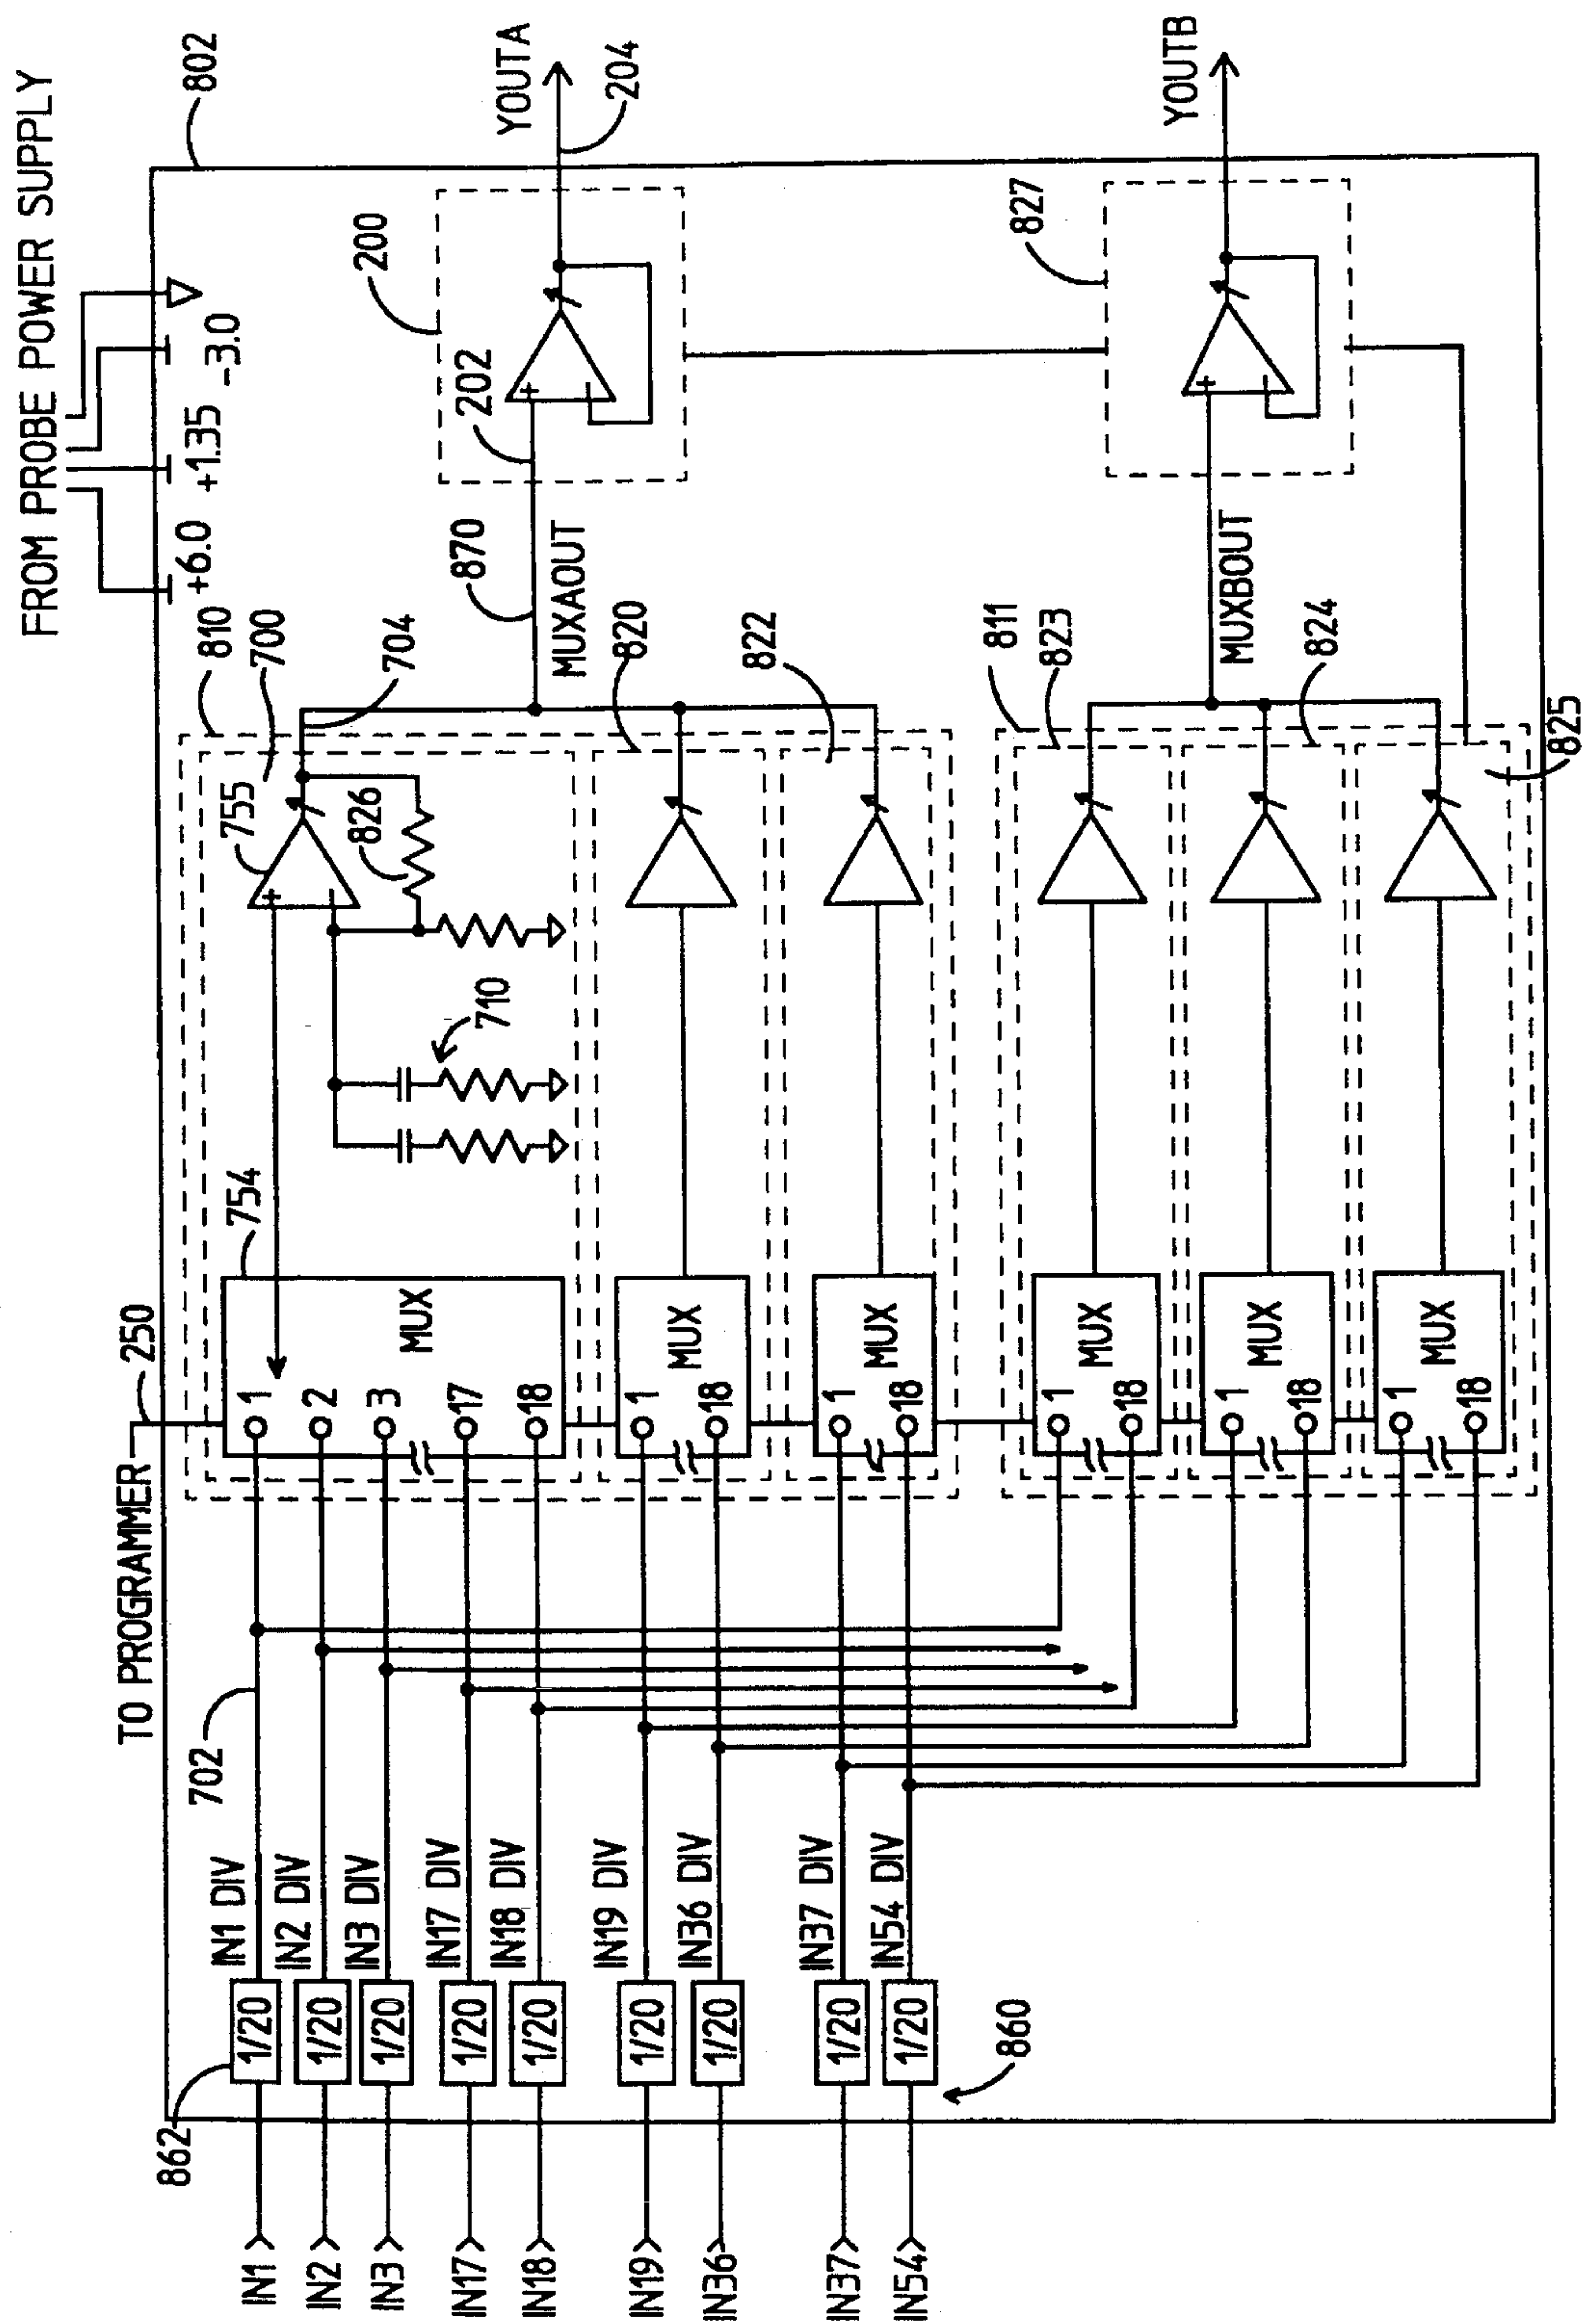 FROM PROBE POWER SUPPLY
802
+6.0
+1.35
-3.0
TO PROGRAMMER
250
810
700
704
755
826
710
754
702
862
860
IN1
IN2
IN3
IN17
IN18
IN19
IN36
IN37
IN54
1/20
1/20
1/20
1/20
1/20
1/20
1/20
1/20
1/20
IN1 DIV
IN2 DIV
IN3 DIV
IN17 DIV
IN18 DIV
IN19 DIV
IN36 DIV
IN37 DIV
IN54 DIV
1
2
3
17
18
MUX
1
18
MUX
1
18
MUX
1
18
MUX
1
18
MUX
1
18
MUX
+
-
820
822
811
823
824
825
870
MUXAOUT
MUXBOUT
202
200
+
-
YOUTA
204
827
+
-
YOUTB